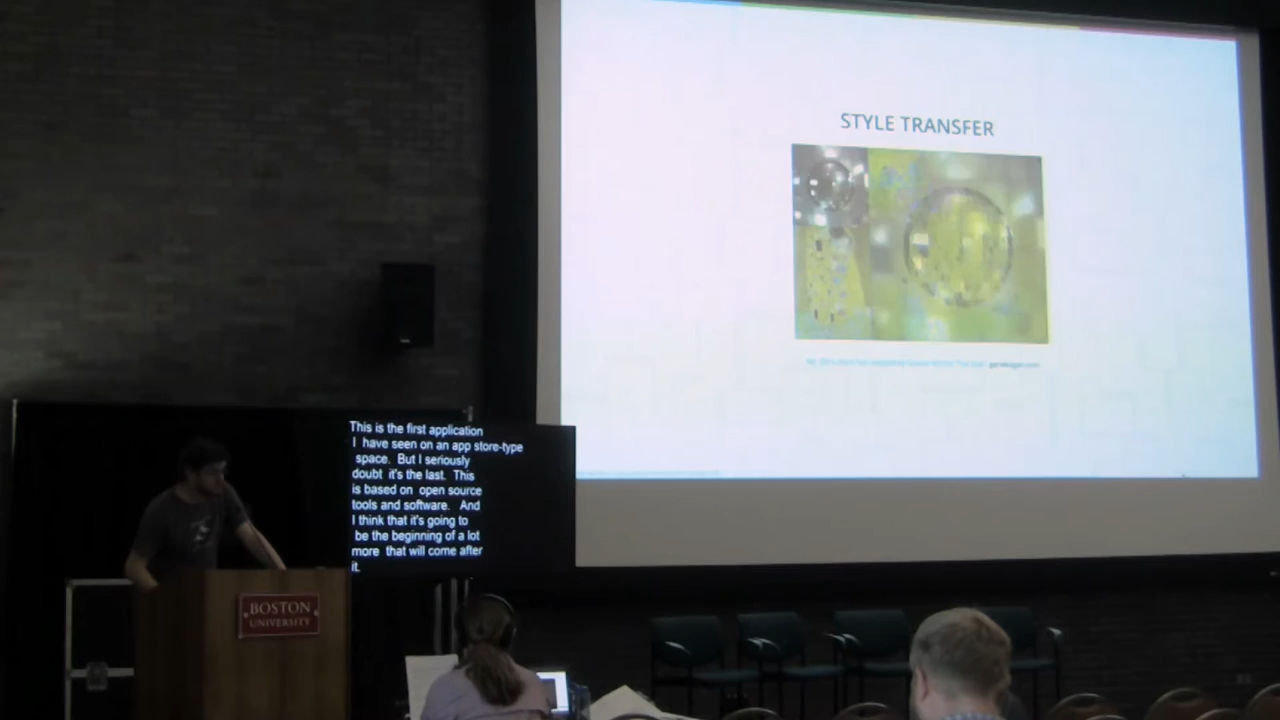 STYLE TRANSFER
This is the first application
I have seen on an app store-type
space. But I seriously
doubt it's the last. This
is based on open source
tools and software. And
I think that it's going to
be the beginning of a lot
more that will come after
it.
BOSTON
UNIVERSITY